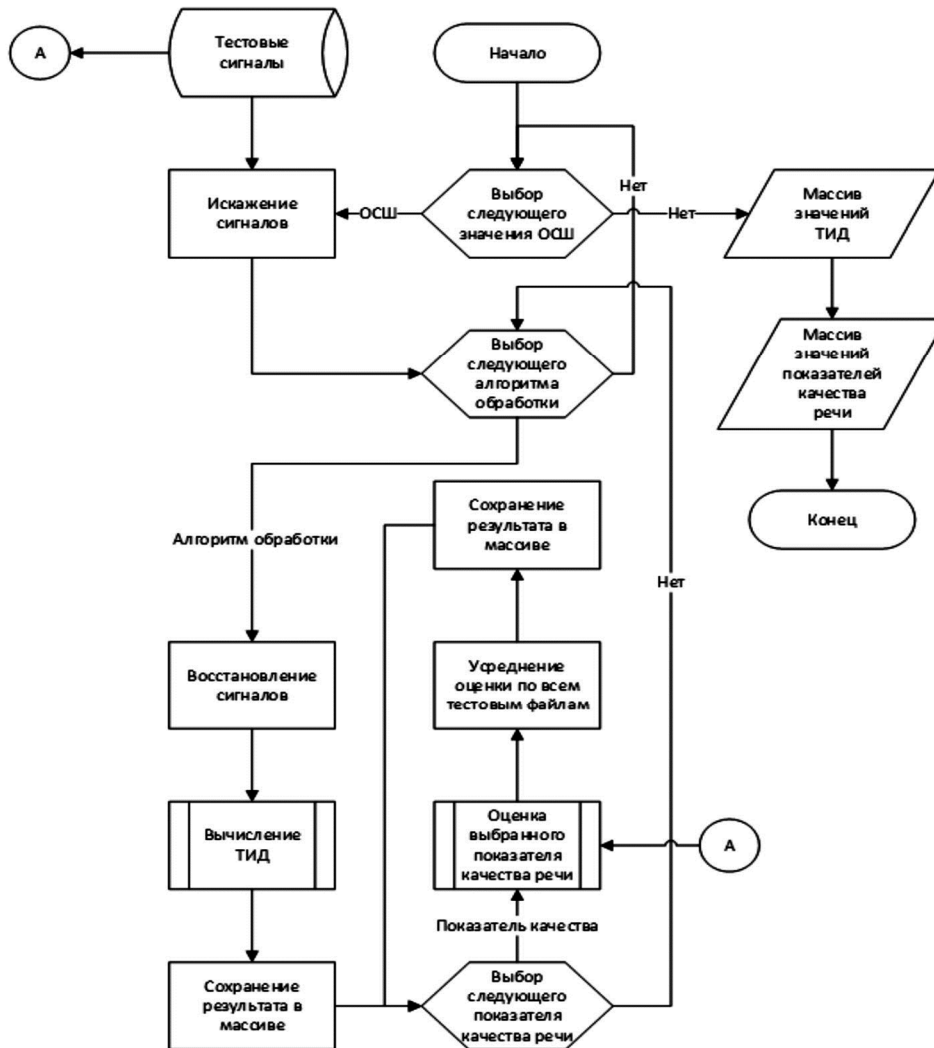 А
Тестовые
сигналы
Начало
Искажение
сигналов
ОСШ
Выбор
следующего
значения ОСШ
Нет
Нет
Массив
значений
ТИД
Выбор
следующего
алгоритма
обработки
Массив
значений
показателей
качества
речи
Конец
Алгоритм обработки
Сохранение
результата в
массиве
Нет
Восстановление
сигналов
Усреднение
оценки по всем
тестовым файлам
Вычисление
ТИД
Оценка
выбранного
показателя
качества речи
А
Показатель качества
Сохранение
результата в
массиве
Выбор
следующего
показателя
качества речи